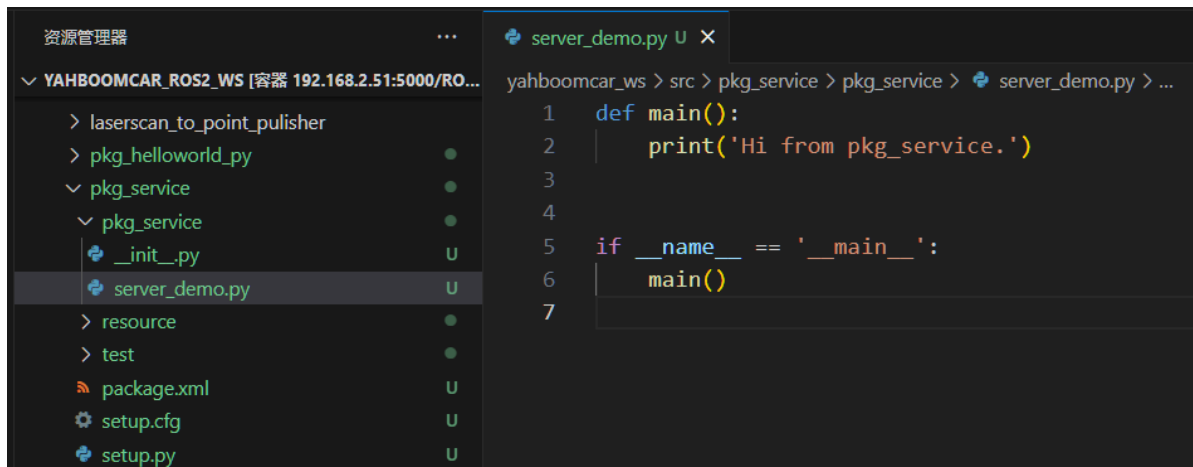 资源管理器 ...
YAHBOOMCAR_ROS2_WS [容器 192.168.2.51:5000/RO...
laserscan_to_point_pulisher
pkg_helloworld_py
pkg_service
pkg_service
__init__.py U
server_demo.py U
resource
test
package.xml U
setup.cfg U
setup.py U
server_demo.py U ×
yahboomcar_ws > src > pkg_service > pkg_service > server_demo.py > ...
1 def main():
2     print('Hi from pkg_service.')
3
4
5 if __name__ == '__main__':
6     main()
7